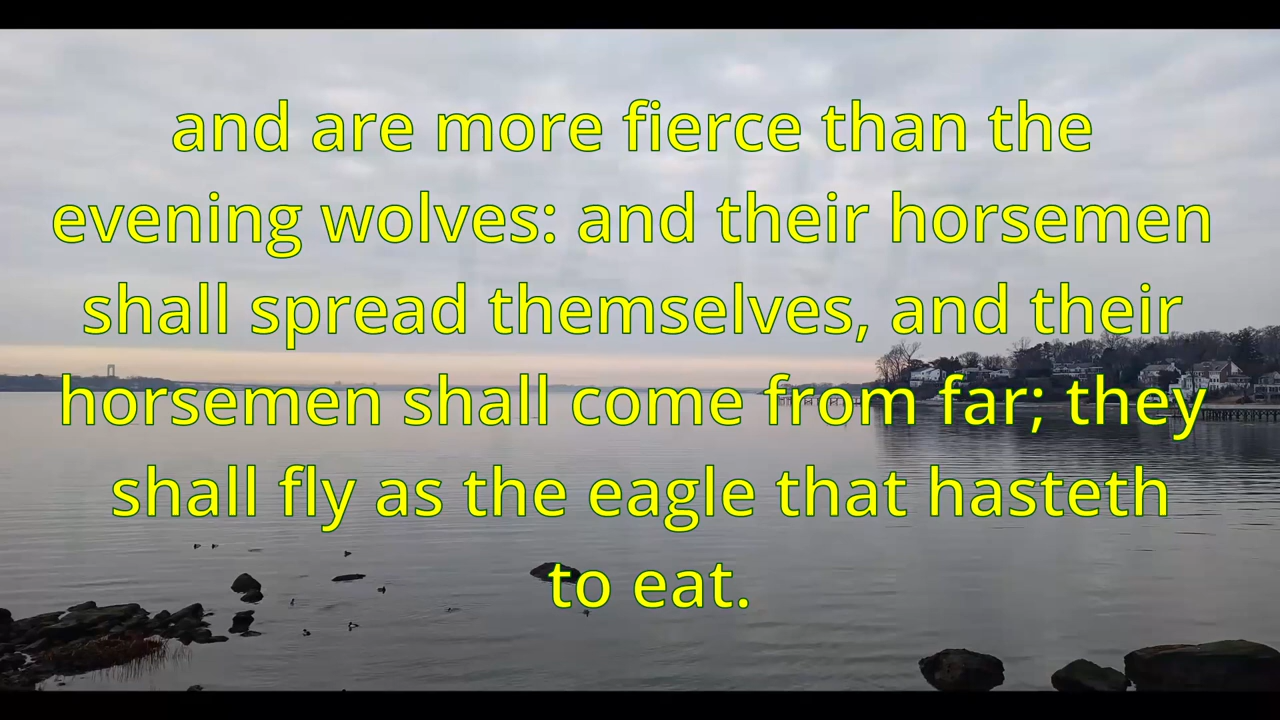 and are more fierce than the
evening wolves: and their horsemen
shall spread themselves, and their
horsemen shall come from far; they
shall fly as the eagle that hasteth
to eat.